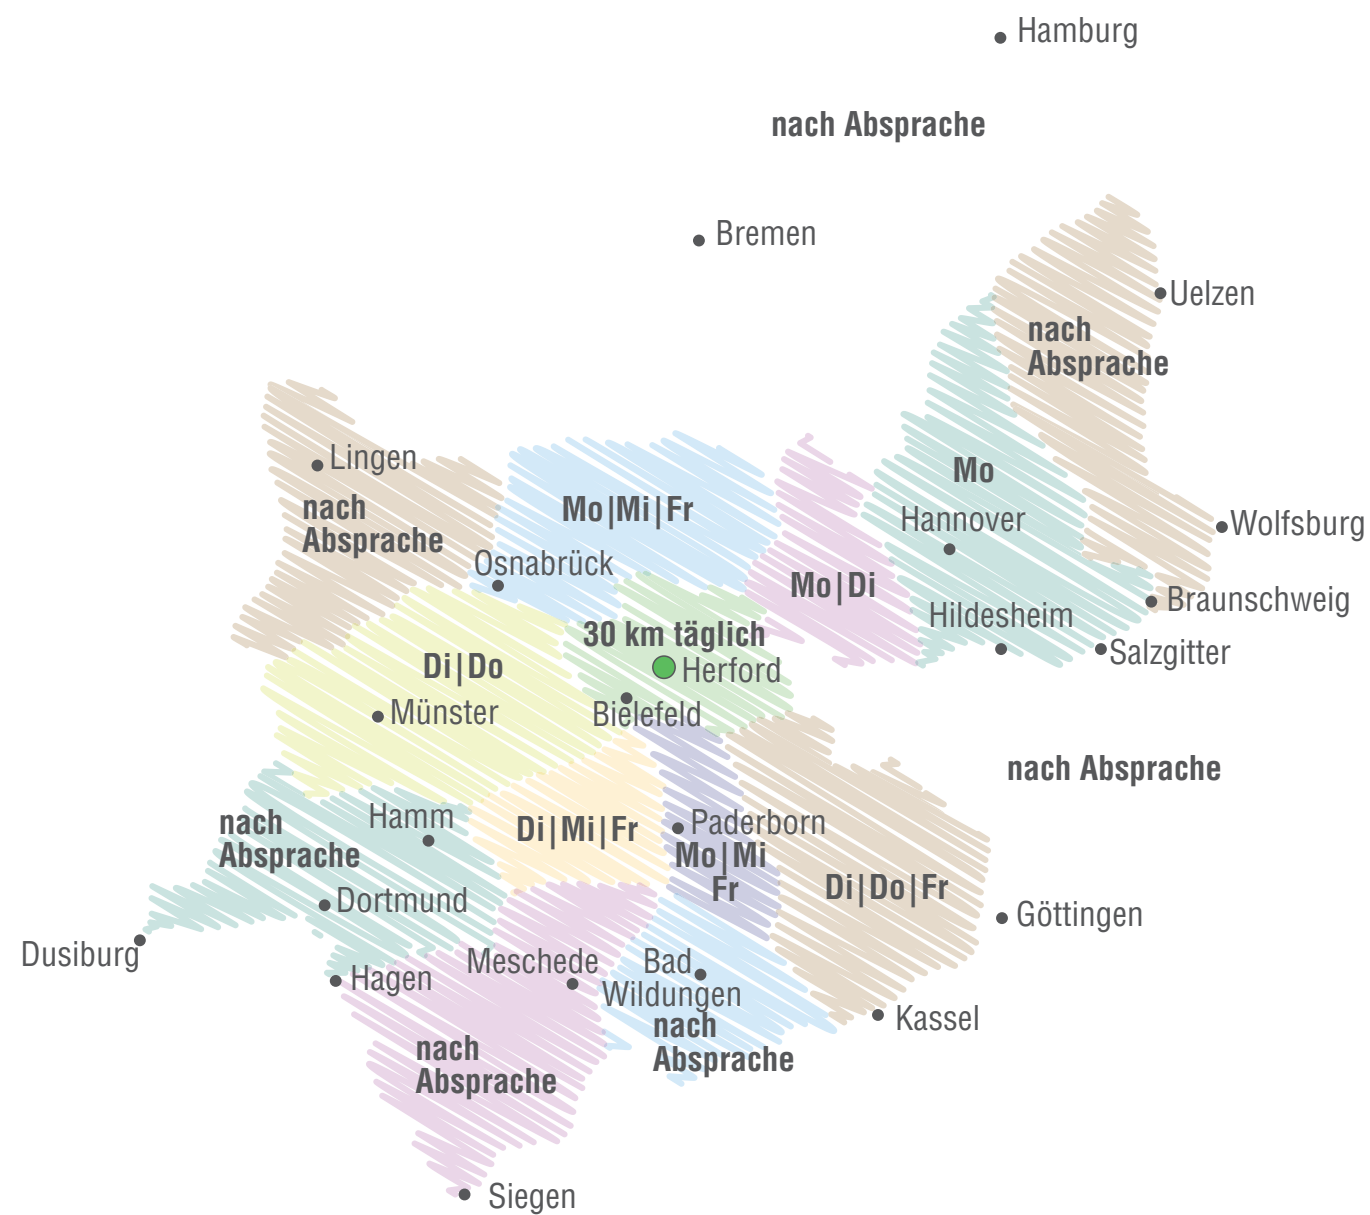 Hamburg
nach Absprache
Bremen
Uelzen
nach
Absprache
Lingen
nach
Absprache
Mo|Mi|Fr
Mo
Hannover
Wolfsburg
Osnabrück
Mo|Di
Braunschweig
Hildesheim
30 km täglich
Salzgitter
Di|Do
Herford
Münster
Bielefeld
nach Absprache
Hamm
nach
Absprache
Di|Mi|Fr
Paderborn
Mo|Mi
Fr
Di|Do|Fr
Dortmund
Göttingen
Dusiburg
Hagen
Meschede
Bad
Wildungen
nach
Absprache
Kassel
nach
Absprache
Siegen